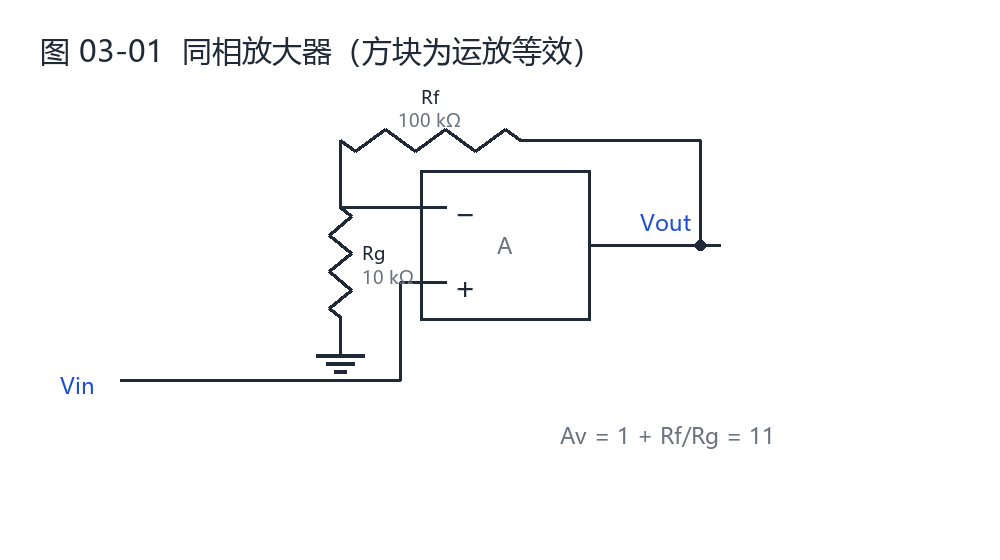 图 03-01 同相放大器（方块为运放等效）
Rf
100 kΩ
−
Vout
A
Rg
10 kΩ
+
Vin
Av = 1 + Rf/Rg = 11